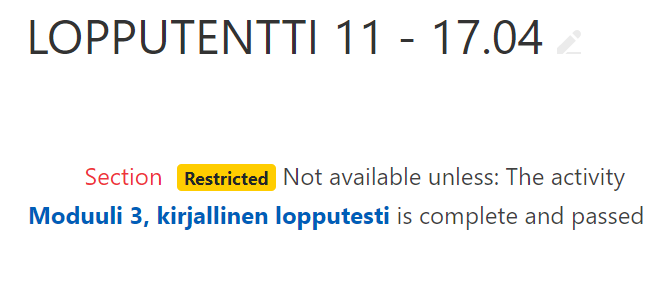 LOPPUTENTTI 11 - 17.04
Section Restricted Not available unless: The activity
Moduuli 3, kirjallinen lopputesti is complete and passed